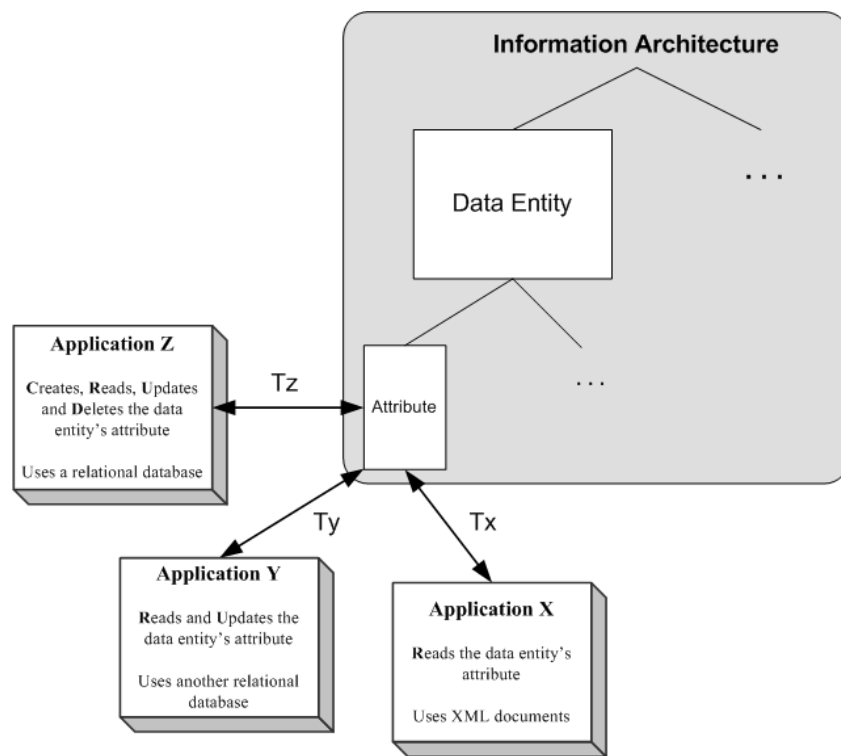 Information Architecture
Data Entity
. . .
Attribute
. . .
Tz
Ty
Tx
Application Z
Creates, Reads, Updates
and Deletes the data
entity's attribute
Uses a relational database
Application Y
Reads and Updates the
data entity's attribute
Uses another relational
database
Application X
Reads the data entity's
attribute
Uses XML documents